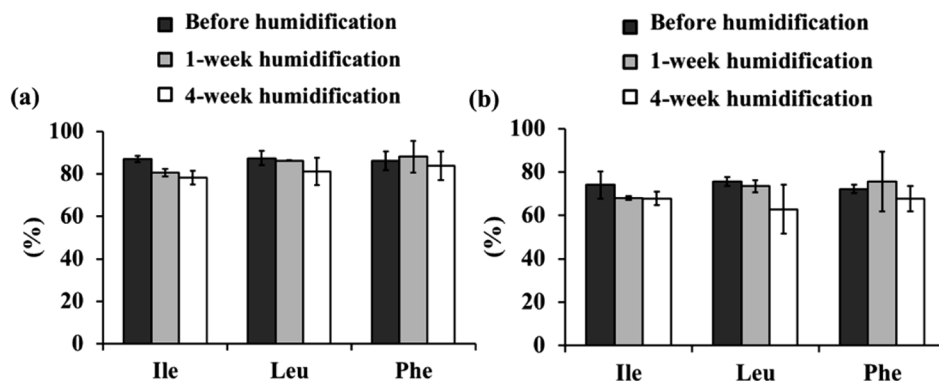 Before humidification
1-week humidification
4-week humidification
(a)
100
80
60
40
20
0
(%)
Ile Leu Phe
Before humidification
1-week humidification
4-week humidification
(b)
100
80
60
40
20
0
(%)
Ile Leu Phe